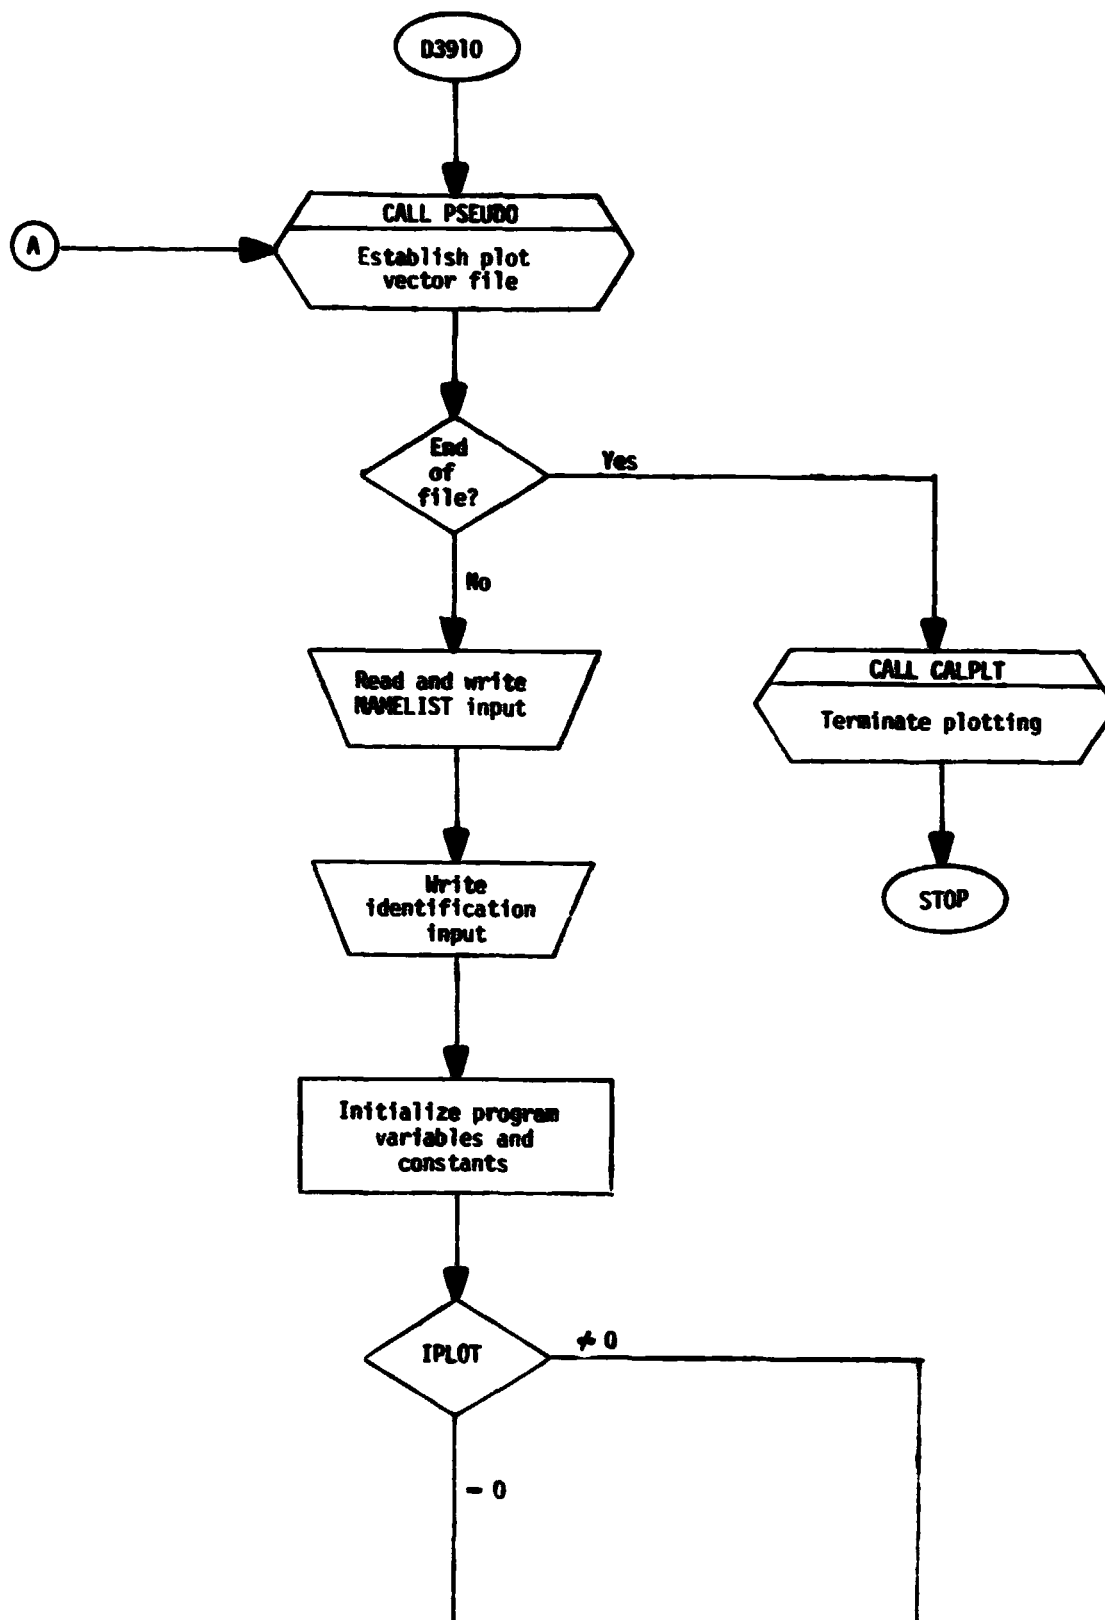 D3910
CALL PSEUDO
A
Establish plot
vector file
End
of
file?
Yes
No
Read and write
NAMELIST input
CALL CALPLT
Terminate plotting
Write
identification
input
STOP
Initialize program
variables and
constants
IPLOT
≠ 0
= 0